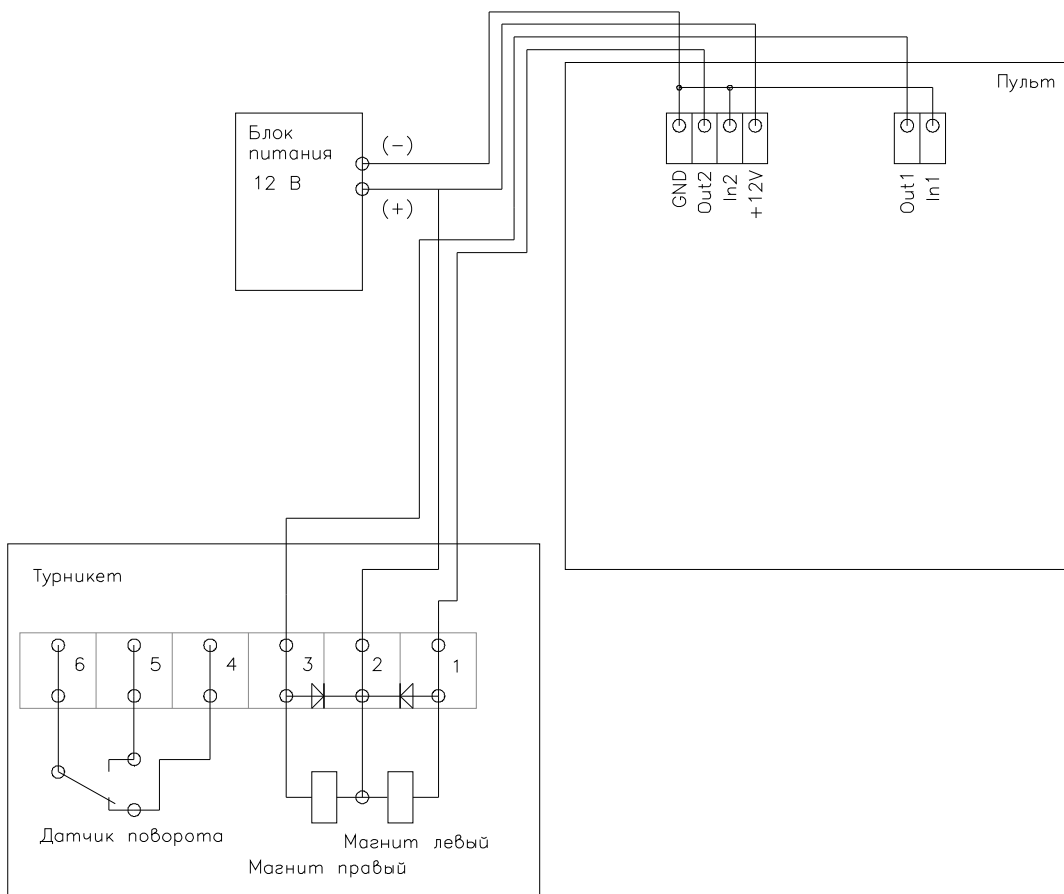 Пульт
Блок
питания
12 В
(-)
(+)
GND
Out2
In2
+12V
Out1
In1
Турникет
6
5
4
3
2
1
Датчик поворота
Магнит левый
Магнит правый